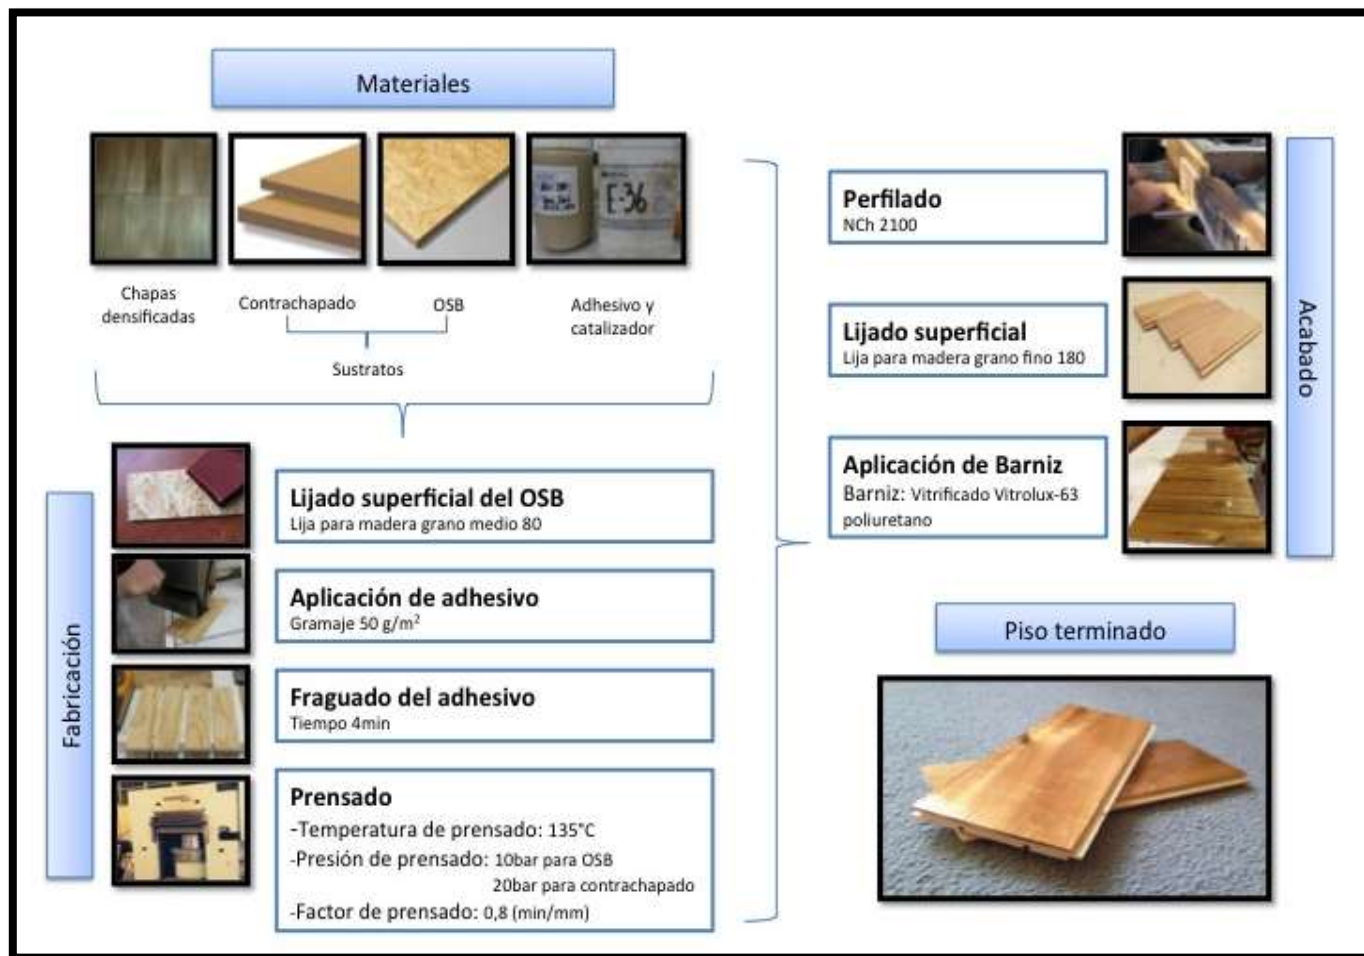 Materiales
Chapas
densificadas
Contrachapado
OSB
Adhesivo y
catalizador
Sustratos
E-36
Fabricación
Lijado superficial del OSB
Lija para madera grano medio 80
Aplicación de adhesivo
Gramaje 50 g/m²
Fraguado del adhesivo
Tiempo 4min
Prensado
-Temperatura de prensado: 135°C
-Presión de prensado: 10bar para OSB
20bar para contrachapado
-Factor de prensado: 0,8 (min/mm)
Perfilado
NCh 2100
Lijado superficial
Lija para madera grano fino 180
Aplicación de Barniz
Barniz: Vitrificado Vitrolux-63
poliuretano
Acabado
Piso terminado